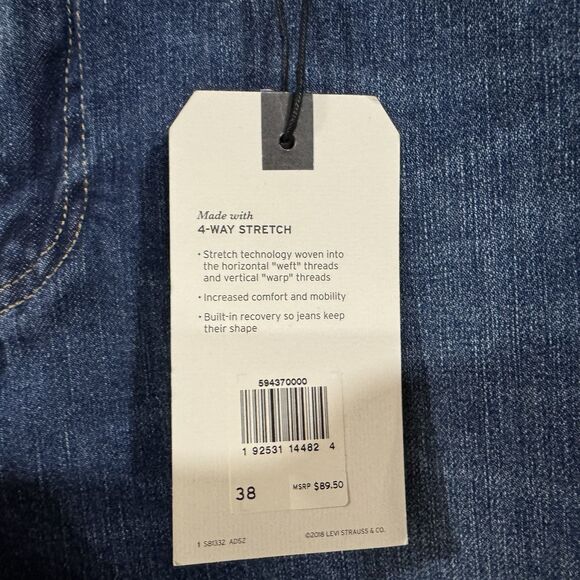 Made with
4-WAY STRETCH
• Stretch technology woven into
the horizontal "weft" threads
and vertical "warp" threads
• Increased comfort and mobility
• Built-in recovery so jeans keep
their shape
594370000
1 92531 14482 4
38 MSRP $89.50
1 S81332 AD52 ©2018 LEVI STRAUSS & CO.